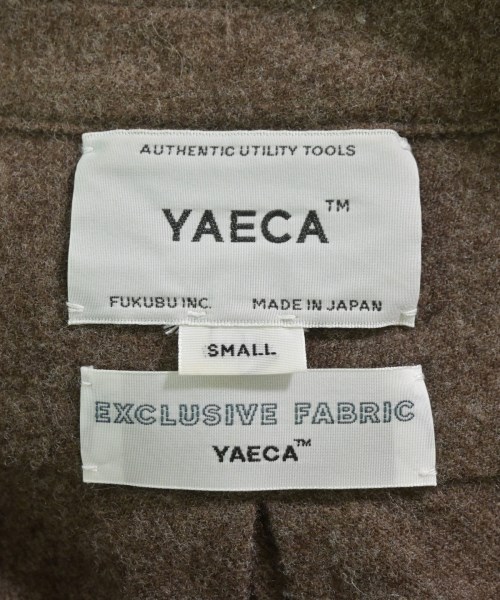 AUTHENTIC UTILITY TOOLS
YAECA™
FUKUBU INC. MADE IN JAPAN
SMALL
EXCLUSIVE FABRIC
YAECA™